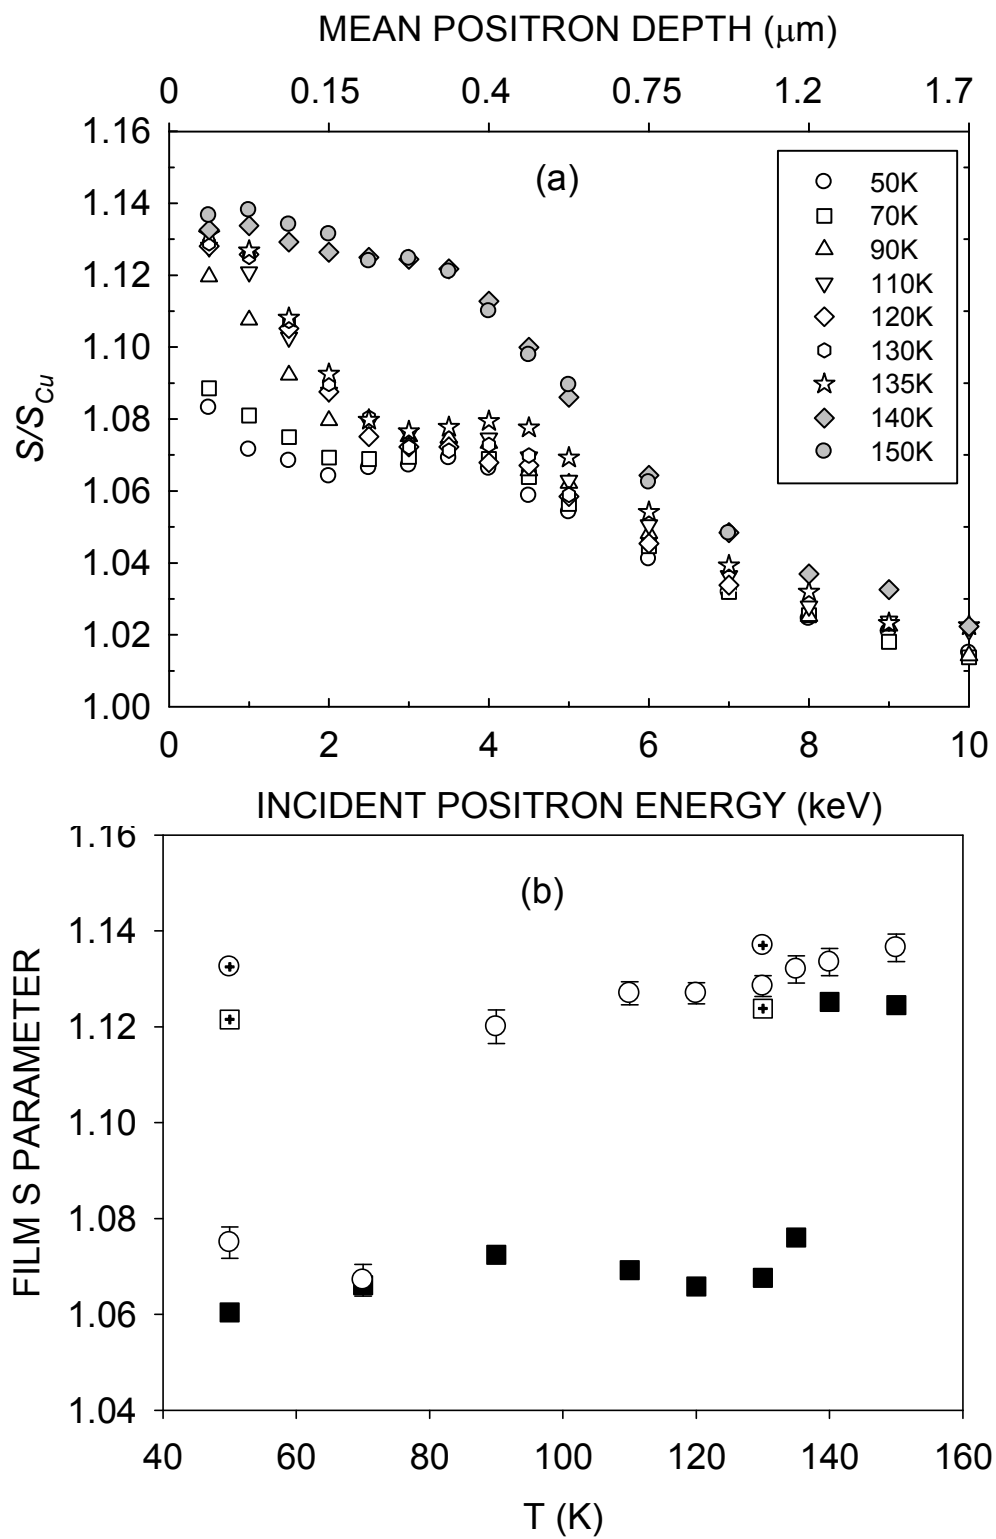 MEAN POSITRON DEPTH (μm)
0 0.15 0.4 0.75 1.2 1.7
1.16
1.14
1.12
1.10
1.08
1.06
1.04
1.02
1.00
S/S_Cu
(a)
50K
70K
90K
110K
120K
130K
135K
140K
150K
0 2 4 6 8 10
INCIDENT POSITRON ENERGY (keV)
1.16
1.14
1.12
1.10
1.08
1.06
1.04
FILM S PARAMETER
(b)
40 60 80 100 120 140 160
T (K)